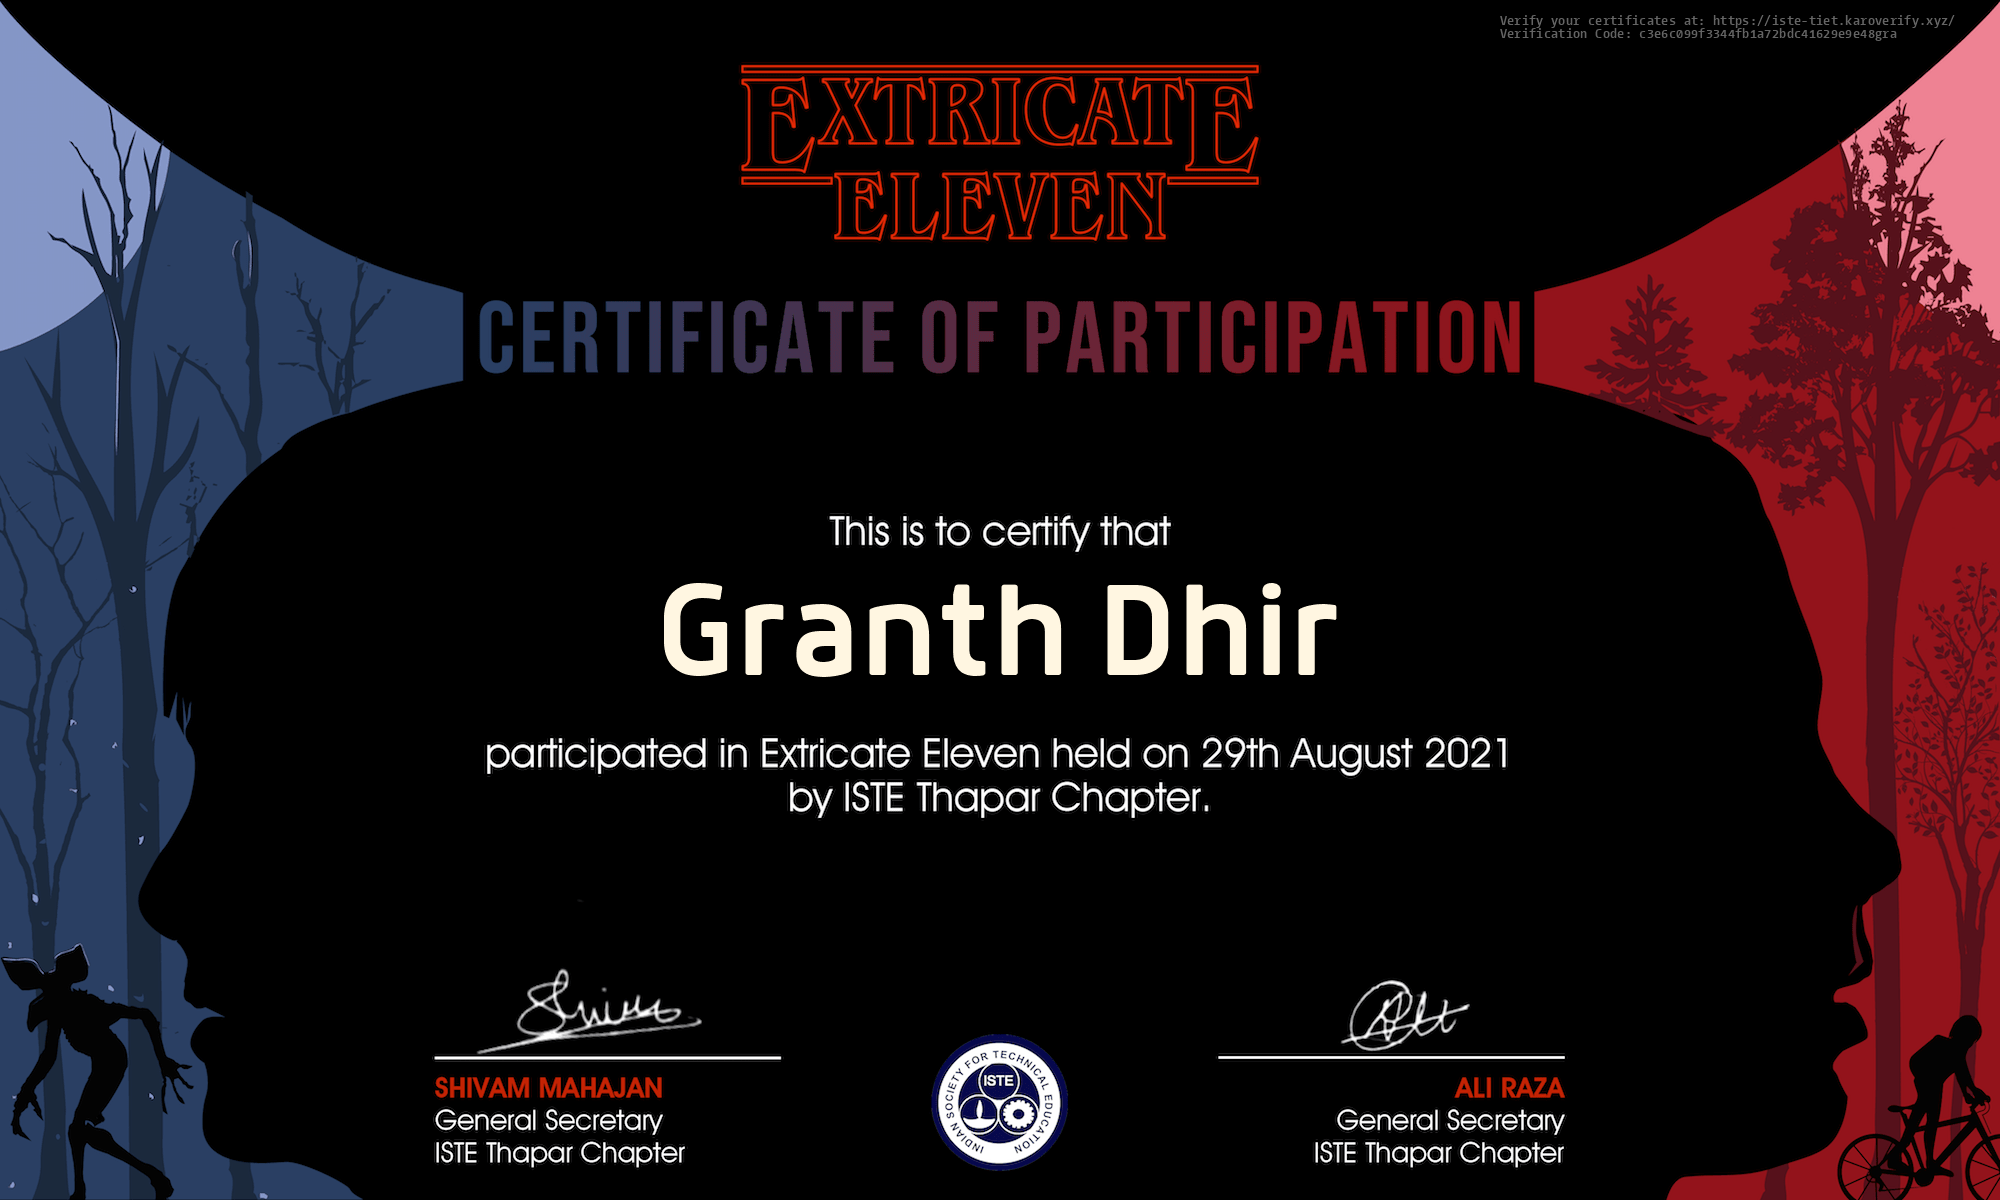 Verify your certificates at: https://iste-tiet.karoverify.xyz/
Verification Code: c3e6c099f3344fb1a72bdc41629e9e48gra
EXTRICATE
ELEVEN
CERTIFICATE OF PARTICIPATION
This is to certify that
Granth Dhir
participated in Extricate Eleven held on 29th August 2021
by ISTE Thapar Chapter.
SHIVAM MAHAJAN
General Secretary
ISTE Thapar Chapter
INDIAN SOCIETY FOR TECHNICAL EDUCATION
ISTE
ALI RAZA
General Secretary
ISTE Thapar Chapter